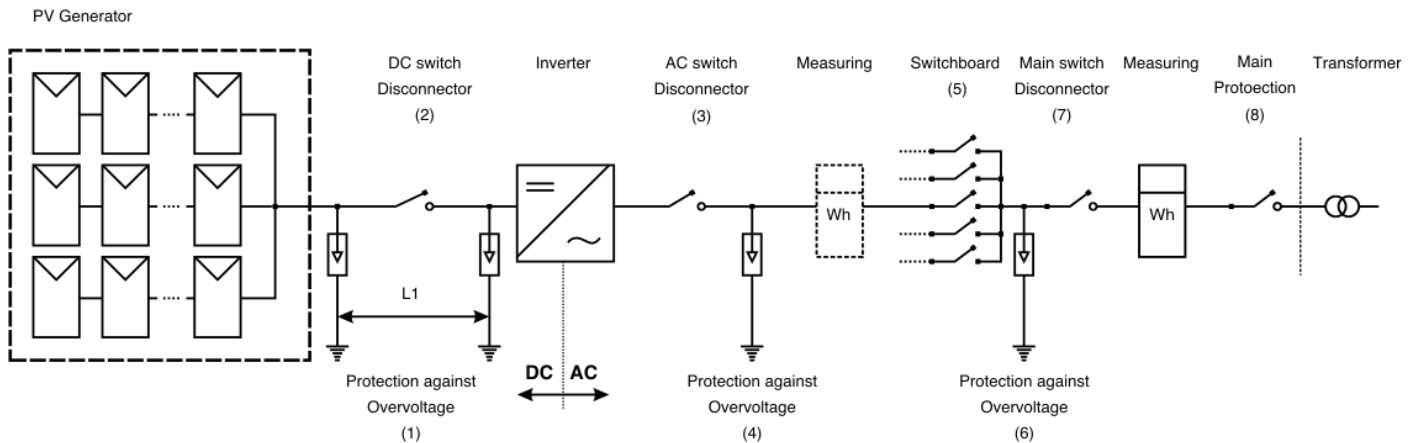 PV Generator
DC switch
Disconnector
(2)
Inverter
AC switch
Disconnector
(3)
Measuring
Switchboard
(5)
Main switch
Disconnector
(7)
Measuring
Main
Protoection
(8)
Transformer
Wh
Wh
L1
DC
AC
Protection against
Overvoltage
(1)
Protection against
Overvoltage
(4)
Protection against
Overvoltage
(6)